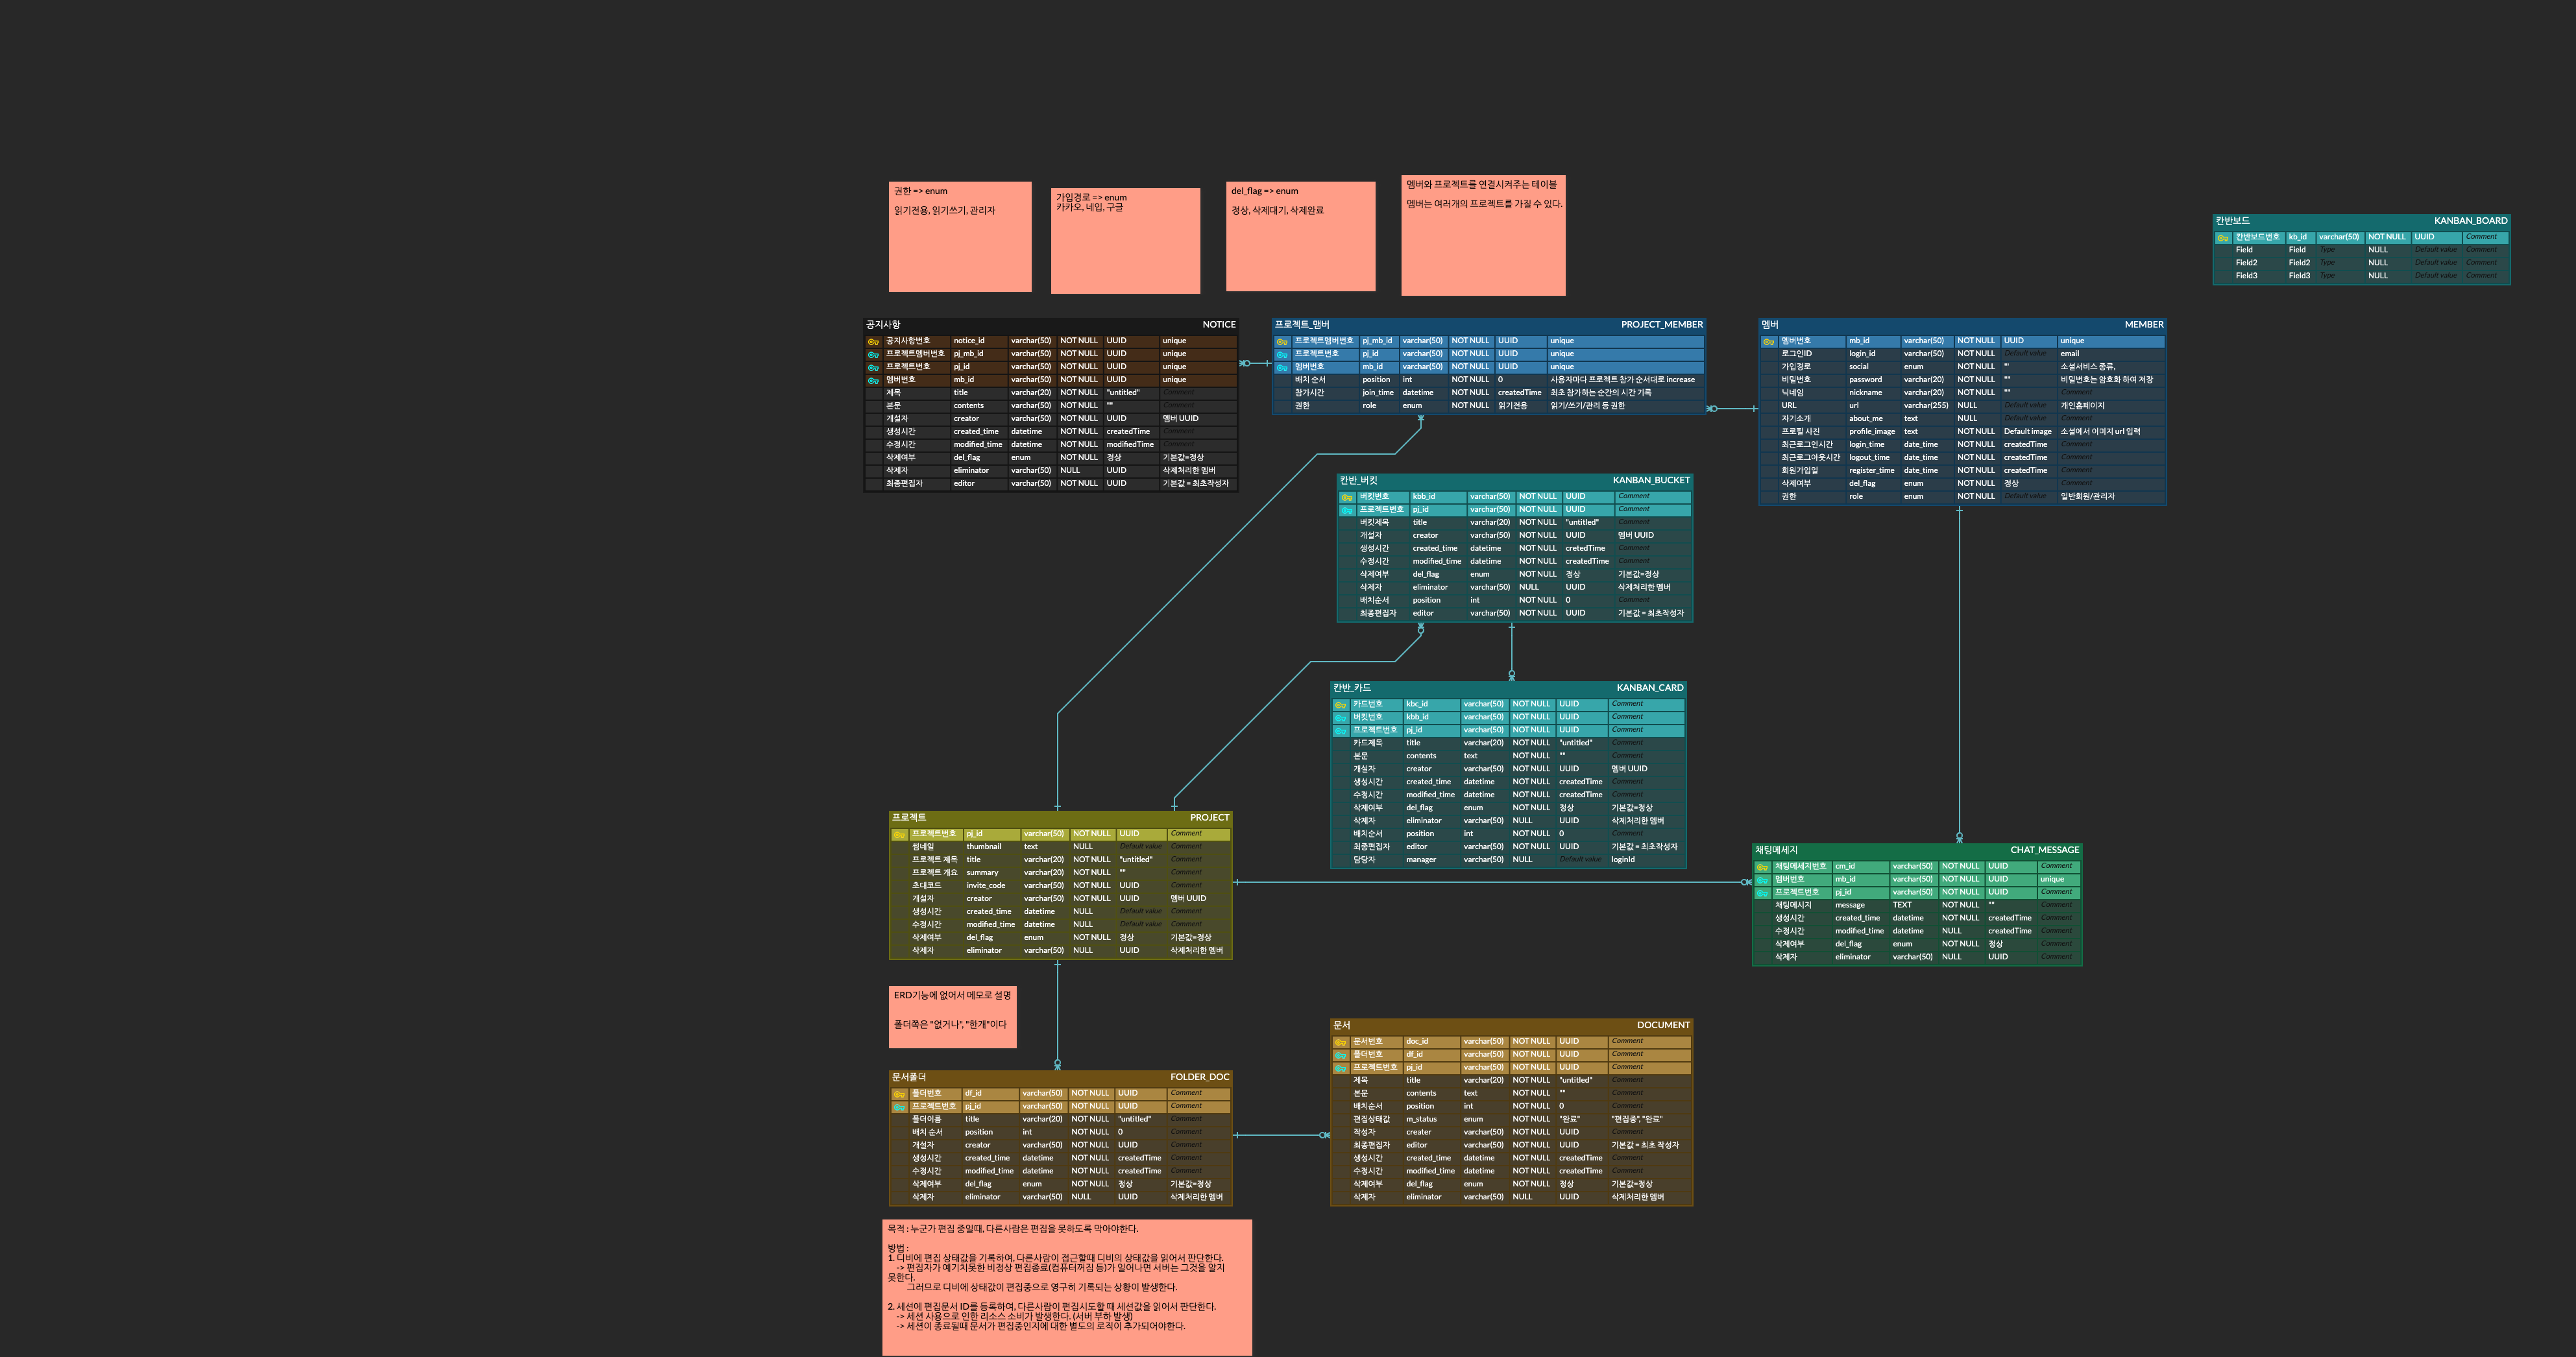 권한 => enum
읽기전용, 읽기쓰기, 관리자
가입경로 => enum
카카오, 네입, 구글
del_flag => enum
정상, 삭제대기, 삭제완료
멤버와 프로젝트를 연결시켜주는 테이블
멤버는 여러개의 프로젝트를 가질 수 있다.
칸반보드 KANBAN_BOARD
칸반보드번호 kb_id varchar(50) NOT NULL UUID Comment
Field Field Type NULL Default value Comment
Field2 Field2 Type NULL Default value Comment
Field3 Field3 Type NULL Default value Comment
공지사항 NOTICE
공지사항번호 notice_id varchar(50) NOT NULL UUID unique
프로젝트멤버번호 pj_mb_id varchar(50) NOT NULL UUID unique
프로젝트번호 pj_id varchar(50) NOT NULL UUID unique
멤버번호 mb_id varchar(50) NOT NULL UUID unique
제목 title varchar(20) NOT NULL "untitled" Comment
본문 contents varchar(50) NOT NULL "" Comment
개설자 creator varchar(50) NOT NULL UUID 멤버 UUID
생성시간 created_time datetime NOT NULL createdTime Comment
수정시간 modified_time datetime NOT NULL modifiedTime Comment
삭제여부 del_flag enum NOT NULL 정상 기본값=정상
삭제자 eliminator varchar(50) NULL UUID 삭제처리한 멤버
최종편집자 editor varchar(50) NOT NULL UUID 기본값 = 최초작성자
프로젝트_맴버 PROJECT_MEMBER
프로젝트멤버번호 pj_mb_id varchar(50) NOT NULL UUID unique
프로젝트번호 pj_id varchar(50) NOT NULL UUID unique
멤버번호 mb_id varchar(50) NOT NULL UUID unique
배치 순서 position int NOT NULL 0 사용자마다 프로젝트 참가 순서대로 increase
참가시간 join_time datetime NOT NULL createdTime 최초 참가하는 순간의 시간 기록
권한 role enum NOT NULL 읽기전용 읽기/쓰기/관리 등 권한
멤버 MEMBER
멤버번호 mb_id varchar(50) NOT NULL UUID unique
로그인ID login_id varchar(50) NOT NULL Default value email
가입경로 social enum NOT NULL "" 소셜서비스 종류,
비밀번호 password varchar(20) NOT NULL "" 비밀번호는 암호화 하여 저장
닉네임 nickname varchar(20) NOT NULL "" Comment
URL url varchar(255) NULL Default value 개인홈페이지
자기소개 about_me text NULL Default value Comment
프로필 사진 profile_image text NOT NULL Default image 소셜에서 이미지 url 입력
최근로그인시간 login_time date_time NOT NULL createdTime Comment
최근로그아웃시간 logout_time date_time NOT NULL createdTime Comment
회원가입일 register_time date_time NOT NULL createdTime Comment
삭제여부 del_flag enum NOT NULL 정상 Comment
권한 role enum NOT NULL Default value 일반회원/관리자
칸반_버킷 KANBAN_BUCKET
버킷번호 kbb_id varchar(50) NOT NULL UUID Comment
프로젝트번호 pj_id varchar(50) NOT NULL UUID Comment
버킷제목 title varchar(20) NOT NULL "untitled" Comment
개설자 creator varchar(50) NOT NULL UUID 멤버 UUID
생성시간 created_time datetime NOT NULL cretedTime Comment
수정시간 modified_time datetime NOT NULL createdTime Comment
삭제여부 del_flag enum NOT NULL 정상 기본값=정상
삭제자 eliminator varchar(50) NULL UUID 삭제처리한 멤버
배치순서 position int NOT NULL 0 Comment
최종편집자 editor varchar(50) NOT NULL UUID 기본값 = 최초작성자
칸반_카드 KANBAN_CARD
카드번호 kbc_id varchar(50) NOT NULL UUID Comment
버킷번호 kbb_id varchar(50) NOT NULL UUID Comment
프로젝트번호 pj_id varchar(50) NOT NULL UUID Comment
카드제목 title varchar(20) NOT NULL "untitled" Comment
본문 contents text NOT NULL "" Comment
개설자 creator varchar(50) NOT NULL UUID 멤버 UUID
생성시간 created_time datetime NOT NULL createdTime Comment
수정시간 modified_time datetime NOT NULL createdTime Comment
삭제여부 del_flag enum NOT NULL 정상 기본값=정상
삭제자 eliminator varchar(50) NULL UUID 삭제처리한 멤버
배치순서 position int NOT NULL 0 Comment
최종편집자 editor varchar(50) NOT NULL UUID 기본값 = 최초작성자
담당자 manager varchar(50) NULL Default value loginId
프로젝트 PROJECT
프로젝트번호 pj_id varchar(50) NOT NULL UUID Comment
썸네일 thumbnail text NULL Default value Comment
프로젝트 제목 title varchar(20) NOT NULL "untitled" Comment
프로젝트 개요 summary varchar(20) NOT NULL "" Comment
초대코드 invite_code varchar(50) NOT NULL UUID Comment
개설자 creator varchar(50) NOT NULL UUID 멤버 UUID
생성시간 created_time datetime NULL Default value Comment
수정시간 modified_time datetime NULL Default value Comment
삭제여부 del_flag enum NOT NULL 정상 기본값=정상
삭제자 eliminator varchar(50) NULL UUID 삭제처리한 멤버
채팅메세지 CHAT_MESSAGE
채팅메세지번호 cm_id varchar(50) NOT NULL UUID Comment
멤버번호 mb_id varchar(50) NOT NULL UUID unique
프로젝트번호 pj_id varchar(50) NOT NULL UUID Comment
채팅메시지 message TEXT NOT NULL "" Comment
생성시간 created_time datetime NOT NULL createdTime Comment
수정시간 modified_time datetime NULL createdTime Comment
삭제여부 del_flag enum NOT NULL 정상 Comment
삭제자 eliminator varchar(50) NULL UUID Comment
ERD기능에 없어서 메모로 설명
폴더쪽은 "없거나", "한개"이다
문서폴더 FOLDER_DOC
폴더번호 df_id varchar(50) NOT NULL UUID Comment
프로젝트번호 pj_id varchar(50) NOT NULL UUID Comment
폴더이름 title varchar(20) NOT NULL "untitled" Comment
배치 순서 position int NOT NULL 0 Comment
개설자 creator varchar(50) NOT NULL UUID Comment
생성시간 created_time datetime NOT NULL createdTime Comment
수정시간 modified_time datetime NOT NULL createdTime Comment
삭제여부 del_flag enum NOT NULL 정상 기본값=정상
삭제자 eliminator varchar(50) NULL UUID 삭제처리한 멤버
문서 DOCUMENT
문서번호 doc_id varchar(50) NOT NULL UUID Comment
폴더번호 df_id varchar(50) NOT NULL UUID Comment
프로젝트번호 pj_id varchar(50) NOT NULL UUID Comment
제목 title varchar(20) NOT NULL "untitled" Comment
본문 contents text NOT NULL "" Comment
배치순서 position int NOT NULL 0 Comment
편집상태값 m_status enum NOT NULL "완료" "편집중","완료"
작성자 creater varchar(50) NOT NULL UUID Comment
최종편집자 editor varchar(50) NOT NULL UUID 기본값 = 최초 작성자
생성시간 created_time datetime NOT NULL createdTime Comment
수정시간 modified_time datetime NOT NULL createdTime Comment
삭제여부 del_flag enum NOT NULL 정상 기본값=정상
삭제자 eliminator varchar(50) NULL UUID 삭제처리한 멤버
목적 : 누군가 편집 중일때, 다른사람은 편집을 못하도록 막아야한다.
방법 :
1. 디비에 편집 상태값을 기록하여, 다른사람이 접근할때 디비의 상태값을 읽어서 판단한다.
-> 편집자가 예기치못한 비정상 편집종료(컴퓨터꺼짐 등)가 일어나면 서버는 그것을 알지
못한다.
그러므로 디비에 상태값이 편집중으로 영구히 기록되는 상황이 발생한다.
2. 세션에 편집문서 ID를 등록하여, 다른사람이 편집시도할 때 세션값을 읽어서 판단한다.
-> 세션 사용으로 인한 리소스 소비가 발생한다. (서버 부하 발생)
-> 세션이 종료될때 문서가 편집중인지에 대한 별도의 로직이 추가되어야한다.